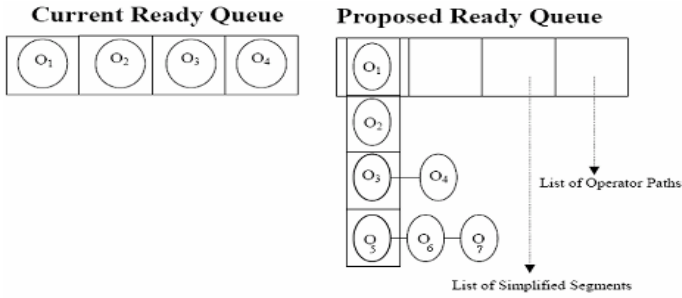 Current Ready Queue
Proposed Ready Queue
O1 O2 O3 O4
O1
O2
O3 O4
List of Operator Paths
O5 O6 O7
List of Simplified Segments